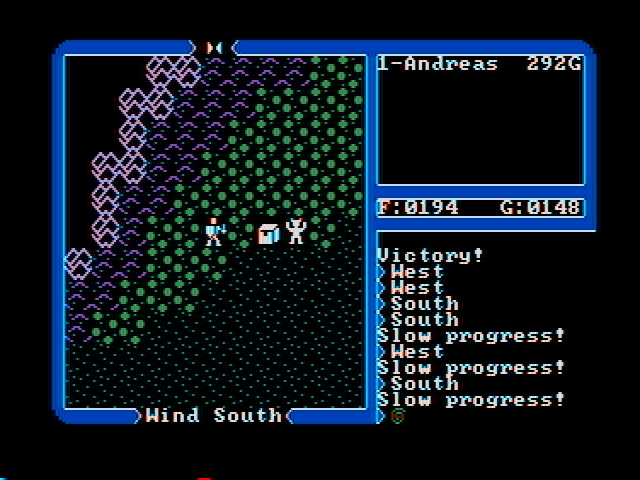 1-Andreas 292G
F:0194 G:0148
Victory!
West
West
South
South
Slow progress!
West
Slow progress!
South
Slow progress!
Wind South